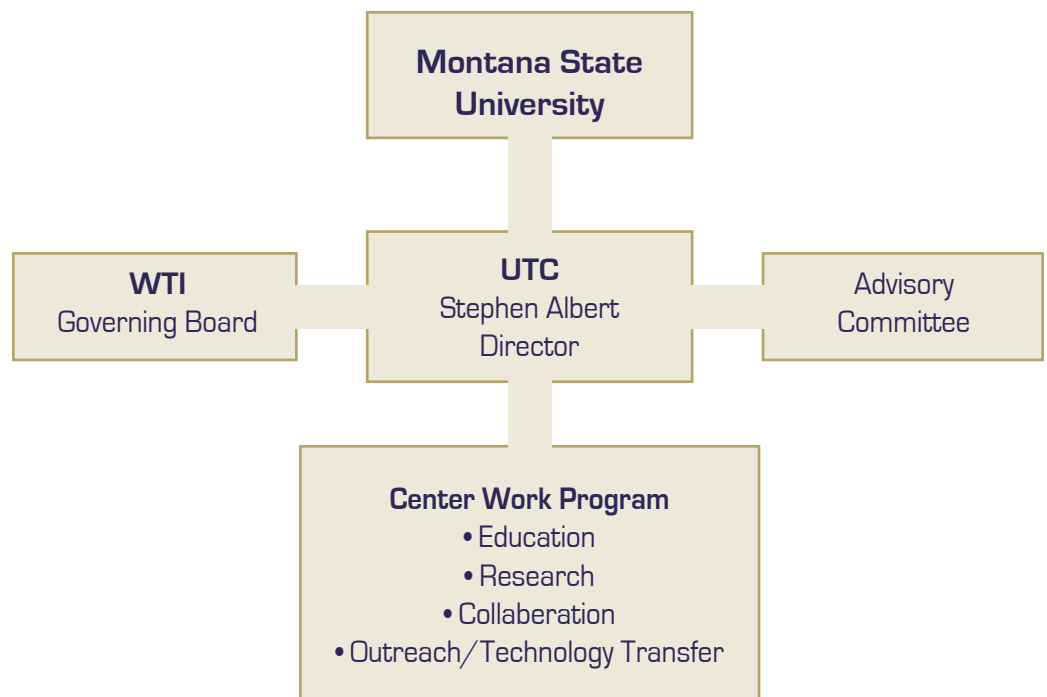 Montana State
University
WTI
Governing Board
UTC
Stephen Albert
Director
Advisory
Committee
Center Work Program
• Education
• Research
• Collaberation
• Outreach/Technology Transfer